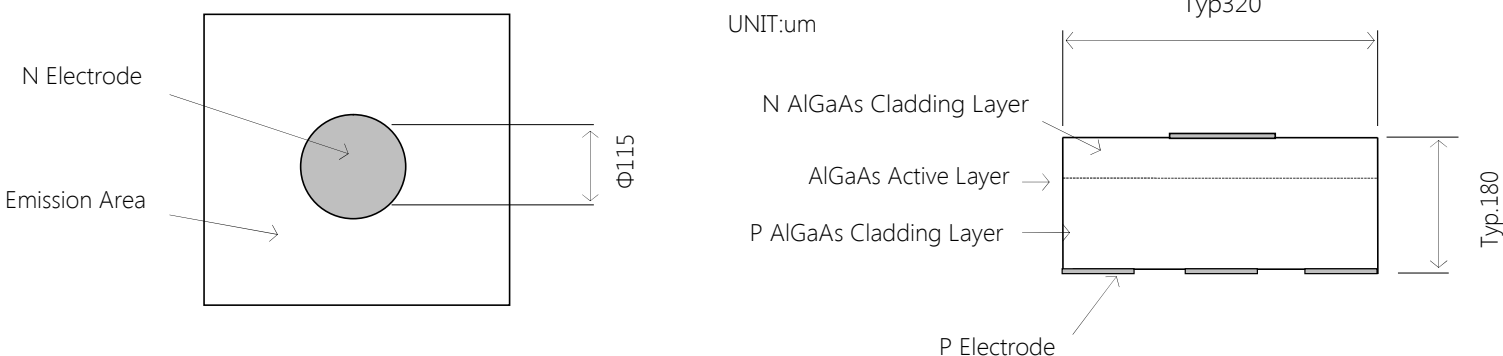 N Electrode
Emission Area
Φ115
UNIT:um
Typ320
N AlGaAs Cladding Layer
AlGaAs Active Layer
P AlGaAs Cladding Layer
P Electrode
Typ.180